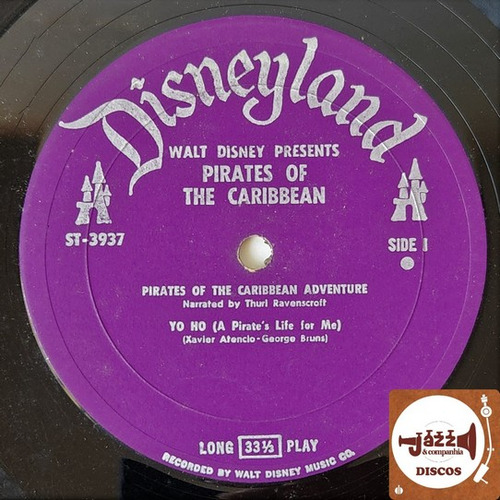 Disneyland
WALT DISNEY PRESENTS
PIRATES OF
THE CARIBBEAN
ST-3937
SIDE 1
PIRATES OF THE CARIBBEAN ADVENTURE
Narrated by Thurl Ravenscroft
YO HO (A Pirate's Life for Me)
(Xavier Atencio-George Bruns)
LONG 33⅓ PLAY
RECORDED BY WALT DISNEY MUSIC CO.
jazz
& companhia
DISCOS